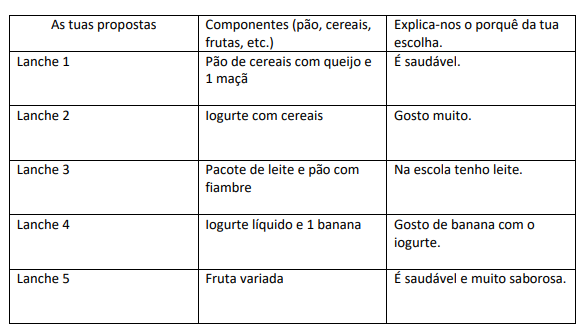 As tuas propostas
Componentes (pão, cereais,
frutas, etc.)
Explica-nos o porquê da tua
escolha.
Lanche 1
Pão de cereais com queijo e
1 maçã
É saudável.
Lanche 2
Iogurte com cereais
Gosto muito.
Lanche 3
Pacote de leite e pão com
fiambre
Na escola tenho leite.
Lanche 4
Iogurte líquido e 1 banana
Gosto de banana com o
iogurte.
Lanche 5
Fruta variada
É saudável e muito saborosa.